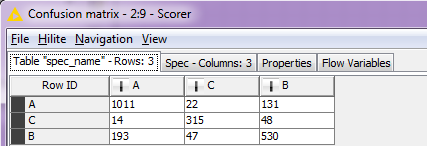 Confusion matrix - 2:9 - Scorer
File Hilite Navigation View
Table "spec_name" - Rows: 3 Spec - Columns: 3 Properties Flow Variables
Row ID A C B
A 1011 22 131
C 14 315 48
B 193 47 530